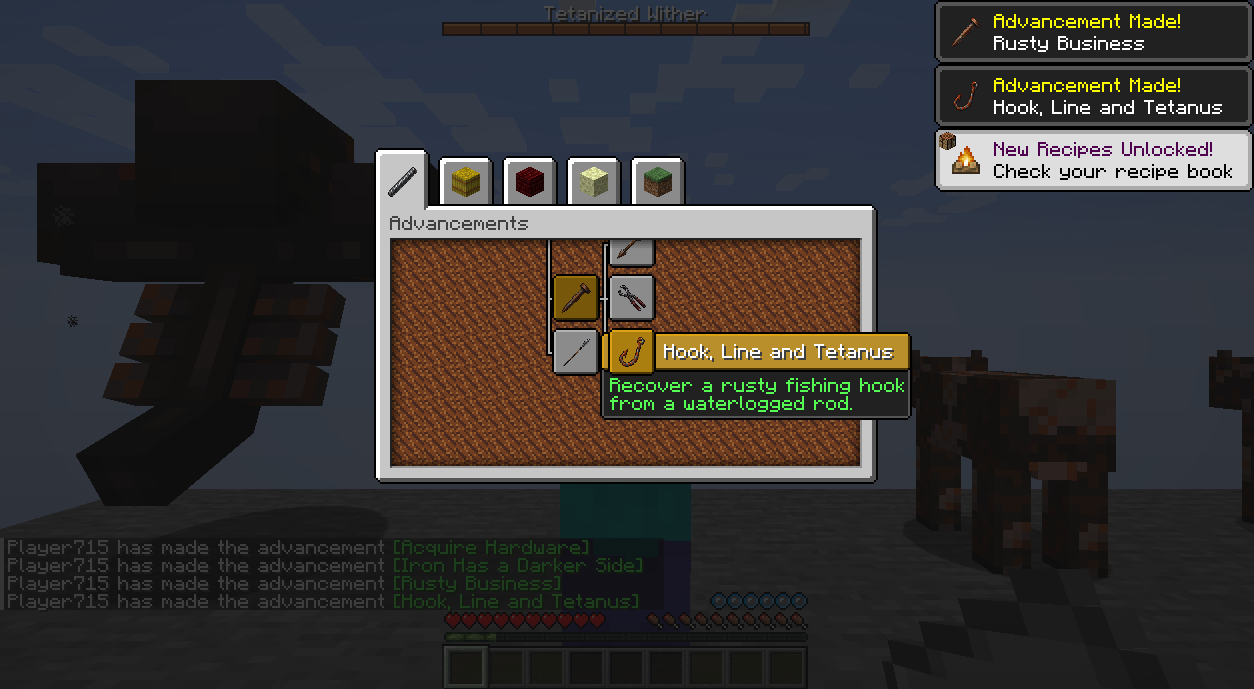 Tetanized Wither
Advancement Made!
Rusty Business
Advancement Made!
Hook, Line and Tetanus
New Recipes Unlocked!
Check your recipe book
Advancements
Hook, Line and Tetanus
Recover a rusty fishing hook
from a waterlogged rod.
Player715 has made the advancement [Acquire Hardware]
Player715 has made the advancement [Iron Has a Darker Side]
Player715 has made the advancement [Rusty Business]
Player715 has made the advancement [Hook, Line and Tetanus]